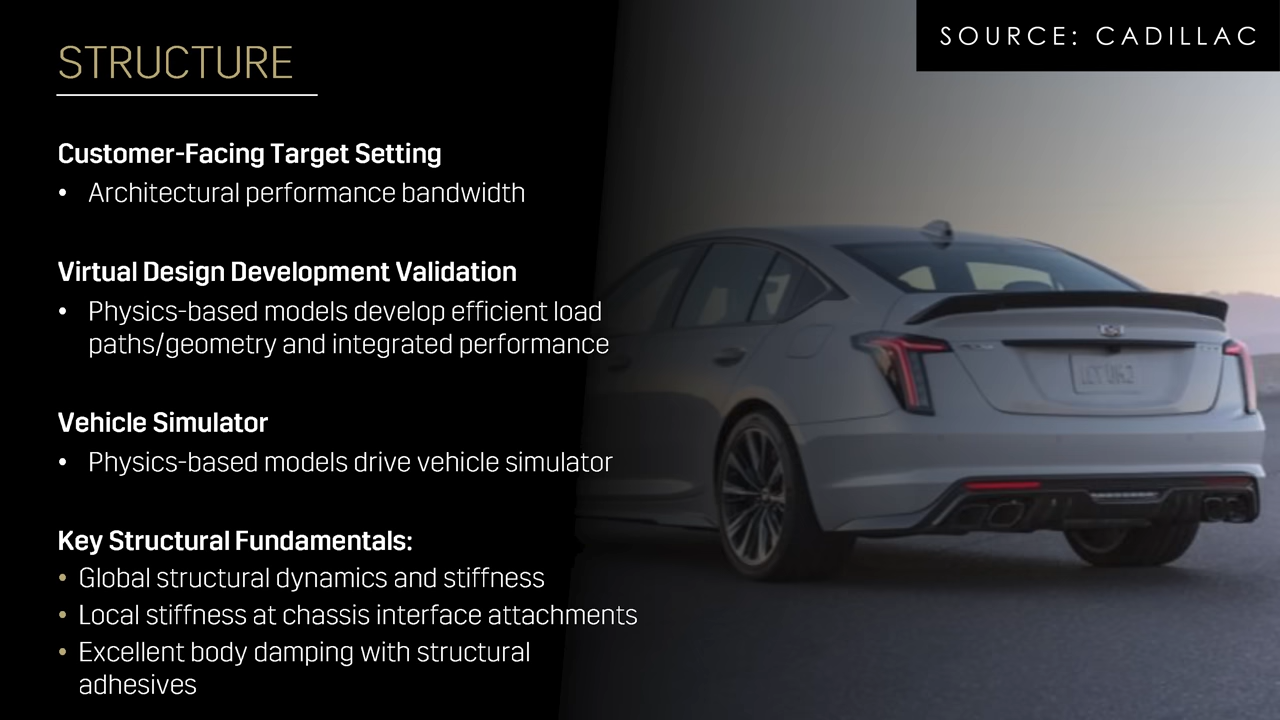 SOURCE: CADILLAC
STRUCTURE
Customer-Facing Target Setting
• Architectural performance bandwidth
Virtual Design Development Validation
• Physics-based models develop efficient load
paths/geometry and integrated performance
Vehicle Simulator
• Physics-based models drive vehicle simulator
Key Structural Fundamentals:
• Global structural dynamics and stiffness
• Local stiffness at chassis interface attachments
• Excellent body damping with structural
adhesives